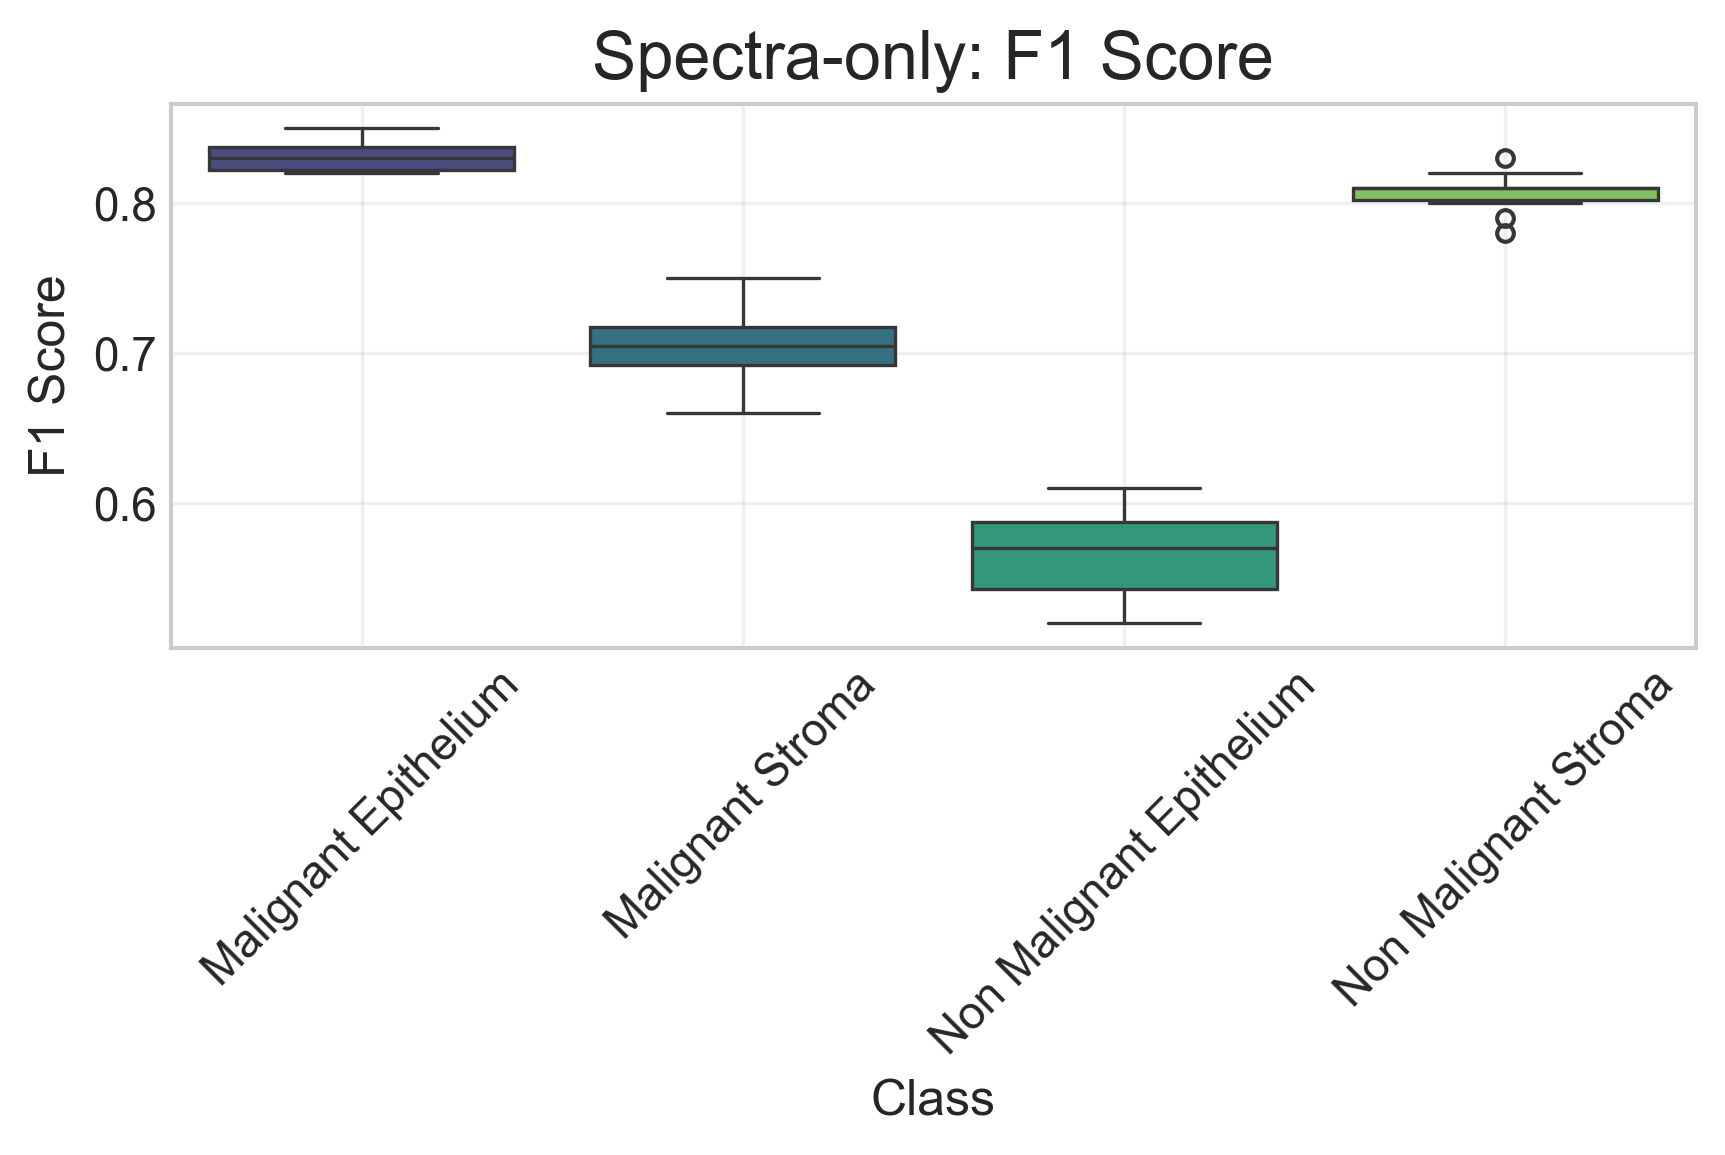 Spectra-only: F1 Score
F1 Score
0.8
0.7
0.6
Malignant Epithelium
Malignant Stroma
Non Malignant Epithelium
Non Malignant Stroma
Class